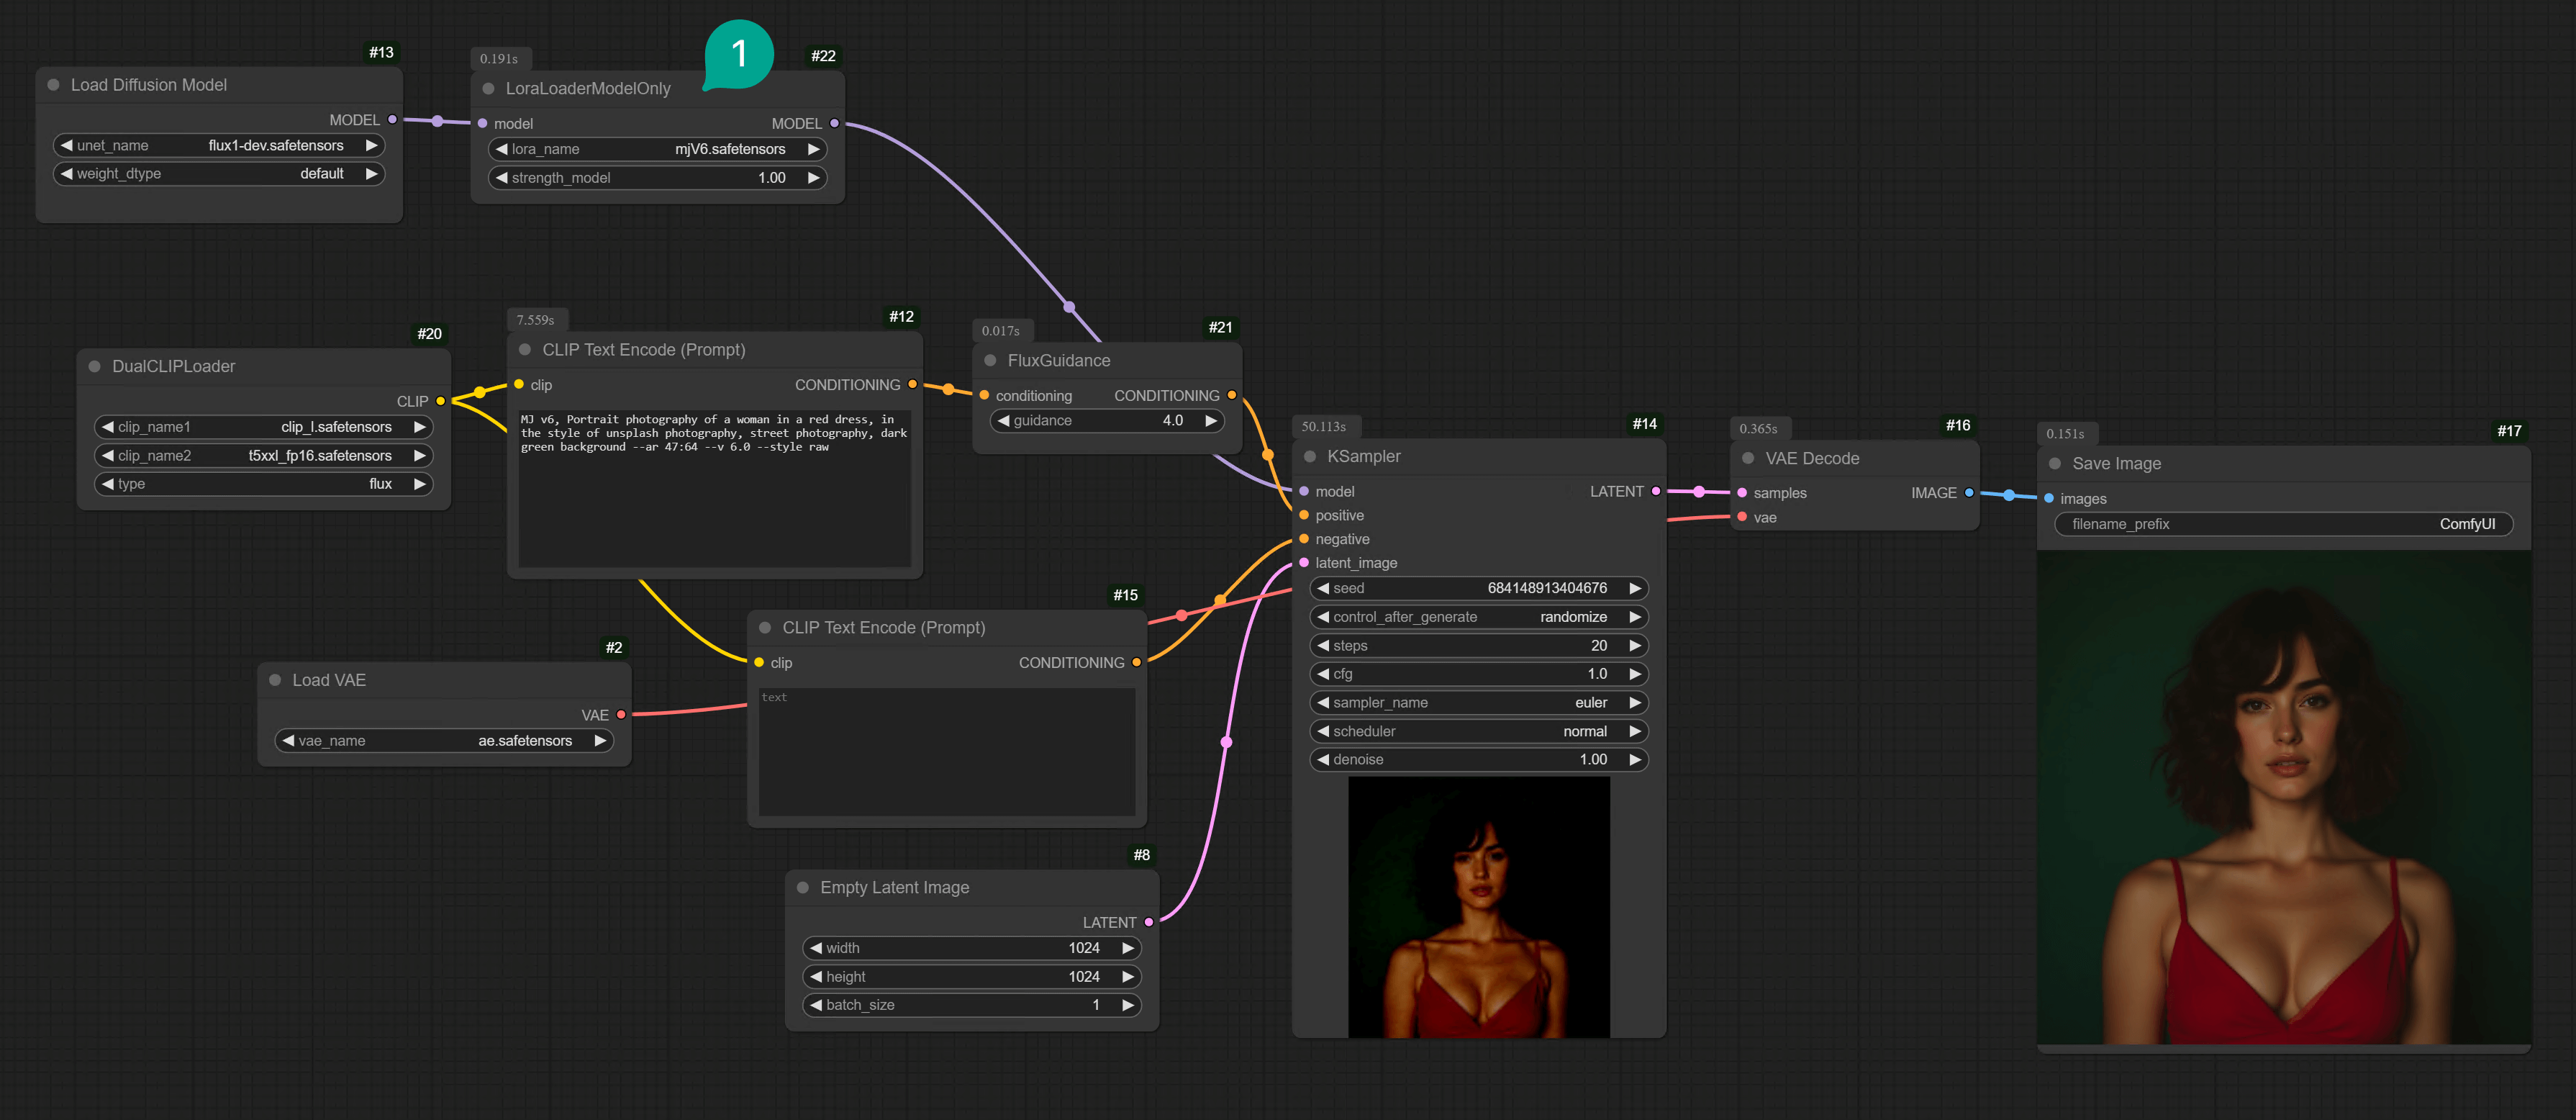 #13
Load Diffusion Model
MODEL
unet_name flux1-dev.safetensors
weight_dtype default
0.191s
1
#22
LoraLoaderModelOnly
model MODEL
lora_name mjV6.safetensors
strength_model 1.00
#20
DualCLIPLoader
CLIP
clip_name1 clip_l.safetensors
clip_name2 t5xxl_fp16.safetensors
type flux
7.559s
#12
CLIP Text Encode (Prompt)
clip CONDITIONING
MJ v6, Portrait photography of a woman in a red dress, in
the style of unsplash photography, street photography, dark
green background --ar 47:64 --v 6.0 --style raw
0.017s
#21
FluxGuidance
conditioning CONDITIONING
guidance 4.0
#2
Load VAE
VAE
vae_name ae.safetensors
#15
CLIP Text Encode (Prompt)
clip CONDITIONING
text
#8
Empty Latent Image
LATENT
width 1024
height 1024
batch_size 1
50.113s
#14
KSampler
model LATENT
positive
negative
latent_image
seed 684148913404676
control_after_generate randomize
steps 20
cfg 1.0
sampler_name euler
scheduler normal
denoise 1.00
0.365s
#16
VAE Decode
samples IMAGE
vae
0.151s
#17
Save Image
images
filename_prefix ComfyUI